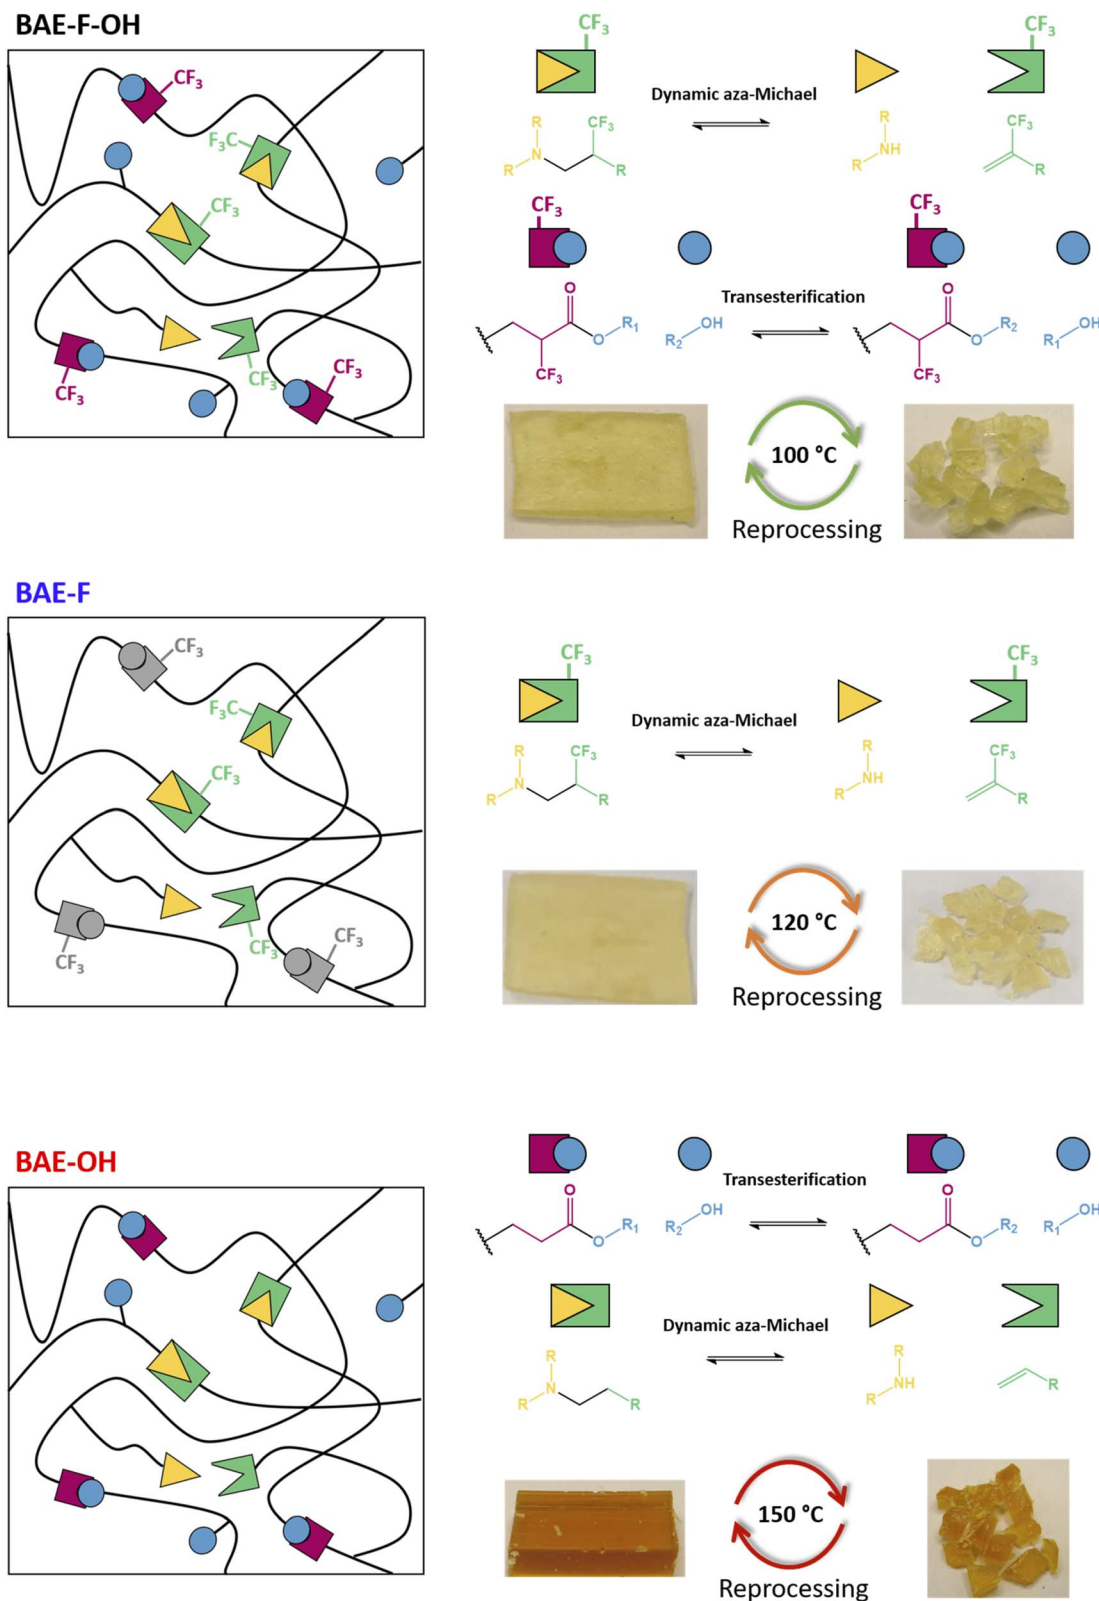 BAE-F-OH
CF₃
F₃C
CF₃
CF₃
CF₃
CF₃
CF₃
CF₃
Dynamic aza-Michael
R
CF₃
N
R
R
R
NH
R
CF₃
R
CF₃
CF₃
Transesterification
O
O
R₁
CF₃
OH
R₂
O
O
R₂
CF₃
OH
R₁
100 °C
Reprocessing
BAE-F
CF₃
F₃C
CF₃
CF₃
CF₃
CF₃
CF₃
CF₃
Dynamic aza-Michael
R
CF₃
N
R
R
R
NH
R
CF₃
R
120 °C
Reprocessing
BAE-OH
Transesterification
O
O
R₁
OH
R₂
O
O
R₂
OH
R₁
Dynamic aza-Michael
R
N
R
R
R
NH
R
R
150 °C
Reprocessing